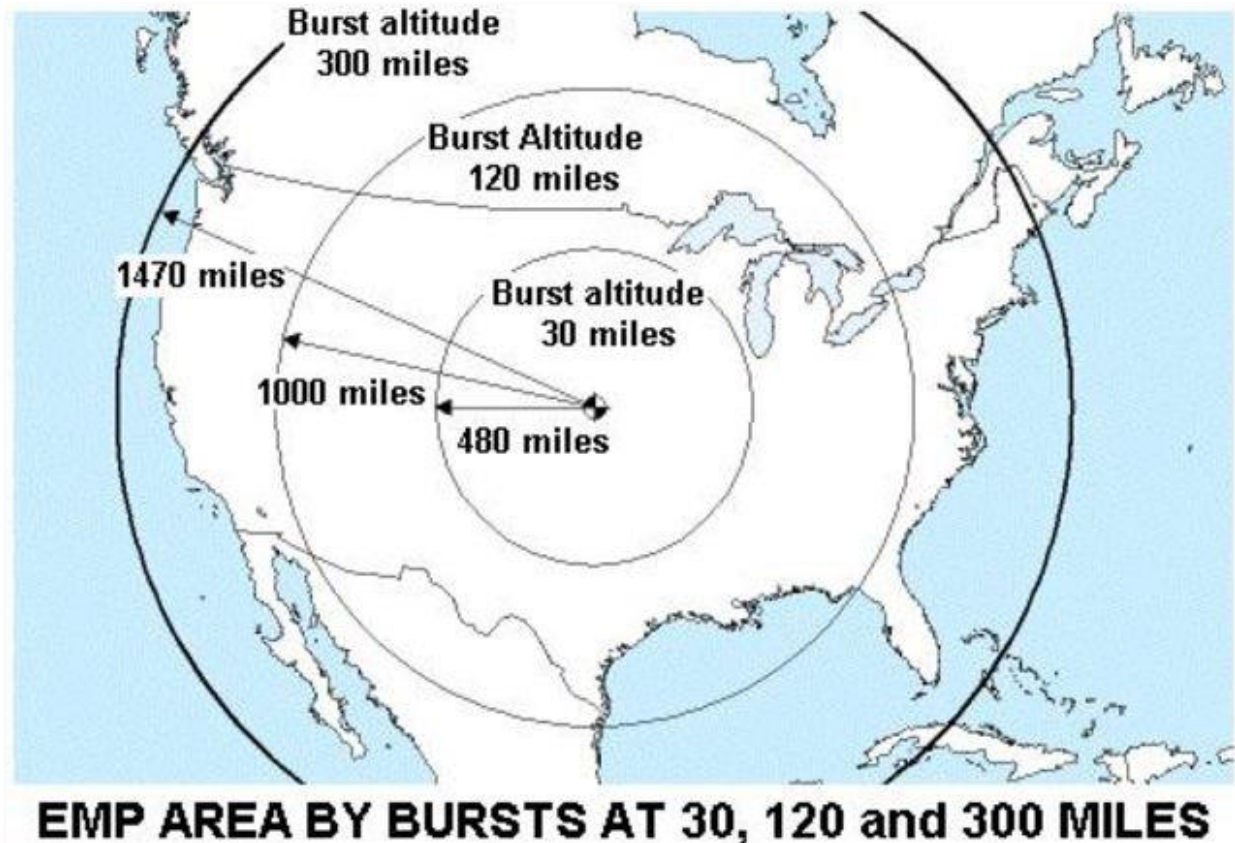 Burst altitude
300 miles
Burst Altitude
120 miles
Burst altitude
30 miles
1470 miles
1000 miles
480 miles
EMP AREA BY BURSTS AT 30, 120 and 300 MILES